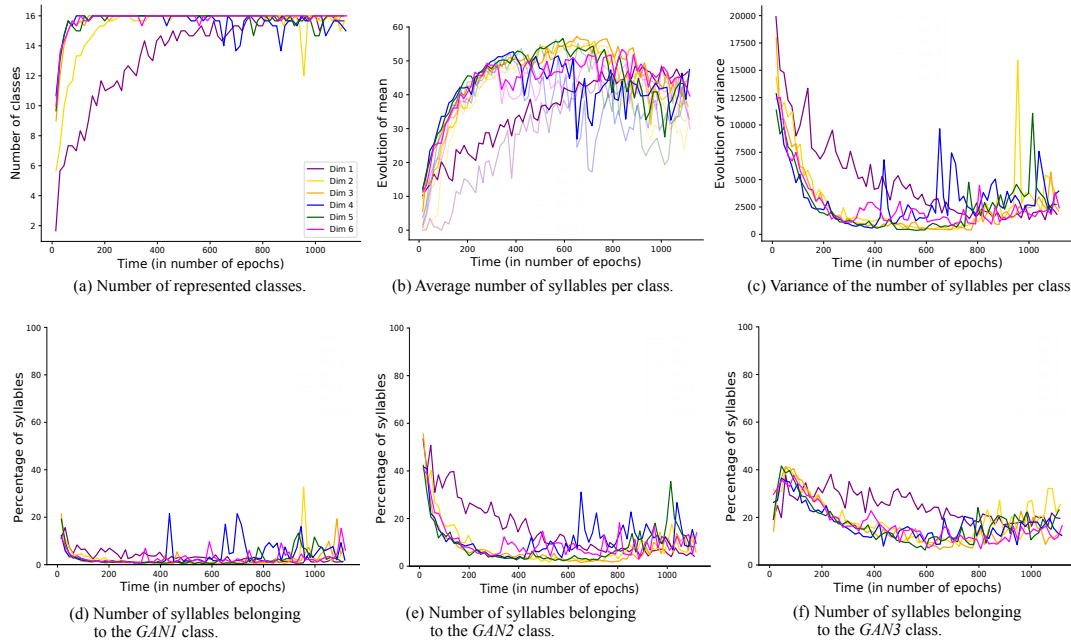 16
14
12
10
8
6
4
2
Number of classes
0
200
400
600
800
1000
Time (in number of epochs)
Dim 1
Dim 2
Dim 3
Dim 4
Dim 5
Dim 6
(a) Number of represented classes.
60
50
40
30
20
10
0
Evolution of mean
0
200
400
600
800
1000
Time (in number of epochs)
(b) Average number of syllables per class.
20000
17500
15000
12500
10000
7500
5000
2500
0
Evolution of variance
0
200
400
600
800
1000
Time (in number of epochs)
(c) Variance of the number of syllables per class
100
80
60
40
20
0
Percentage of syllables
0
200
400
600
800
1000
Time (in number of epochs)
(d) Number of syllables belonging
to the GAN1 class.
100
80
60
40
20
0
Percentage of syllables
0
200
400
600
800
1000
Time (in number of epochs)
(e) Number of syllables belonging
to the GAN2 class.
100
80
60
40
20
0
Percentage of syllables
0
200
400
600
800
1000
Time (in number of epochs)
(f) Number of syllables belonging
to the GAN3 class.